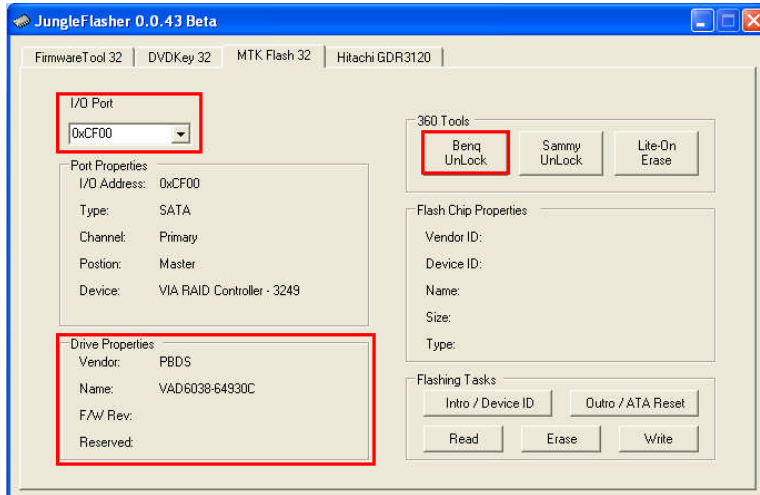 JungleFlasher 0.0.43 Beta
FirmwareTool 32
DVDKey 32
MTK Flash 32
Hitachi GDR3120
I/O Port
0xCF00
Port Properties
I/O Address: 0xCF00
Type: SATA
Channel: Primary
Postion: Master
Device: VIA RAID Controller - 3249
Drive Properties
Vendor: PBDS
Name: VAD6038-64930C
F/W Rev:
Reserved:
360 Tools
Benq
UnLock
Sammy
UnLock
Lite-On
Erase
Flash Chip Properties
Vendor ID:
Device ID:
Name:
Size:
Type:
Flashing Tasks
Intro / Device ID
Outro / ATA Reset
Read
Erase
Write